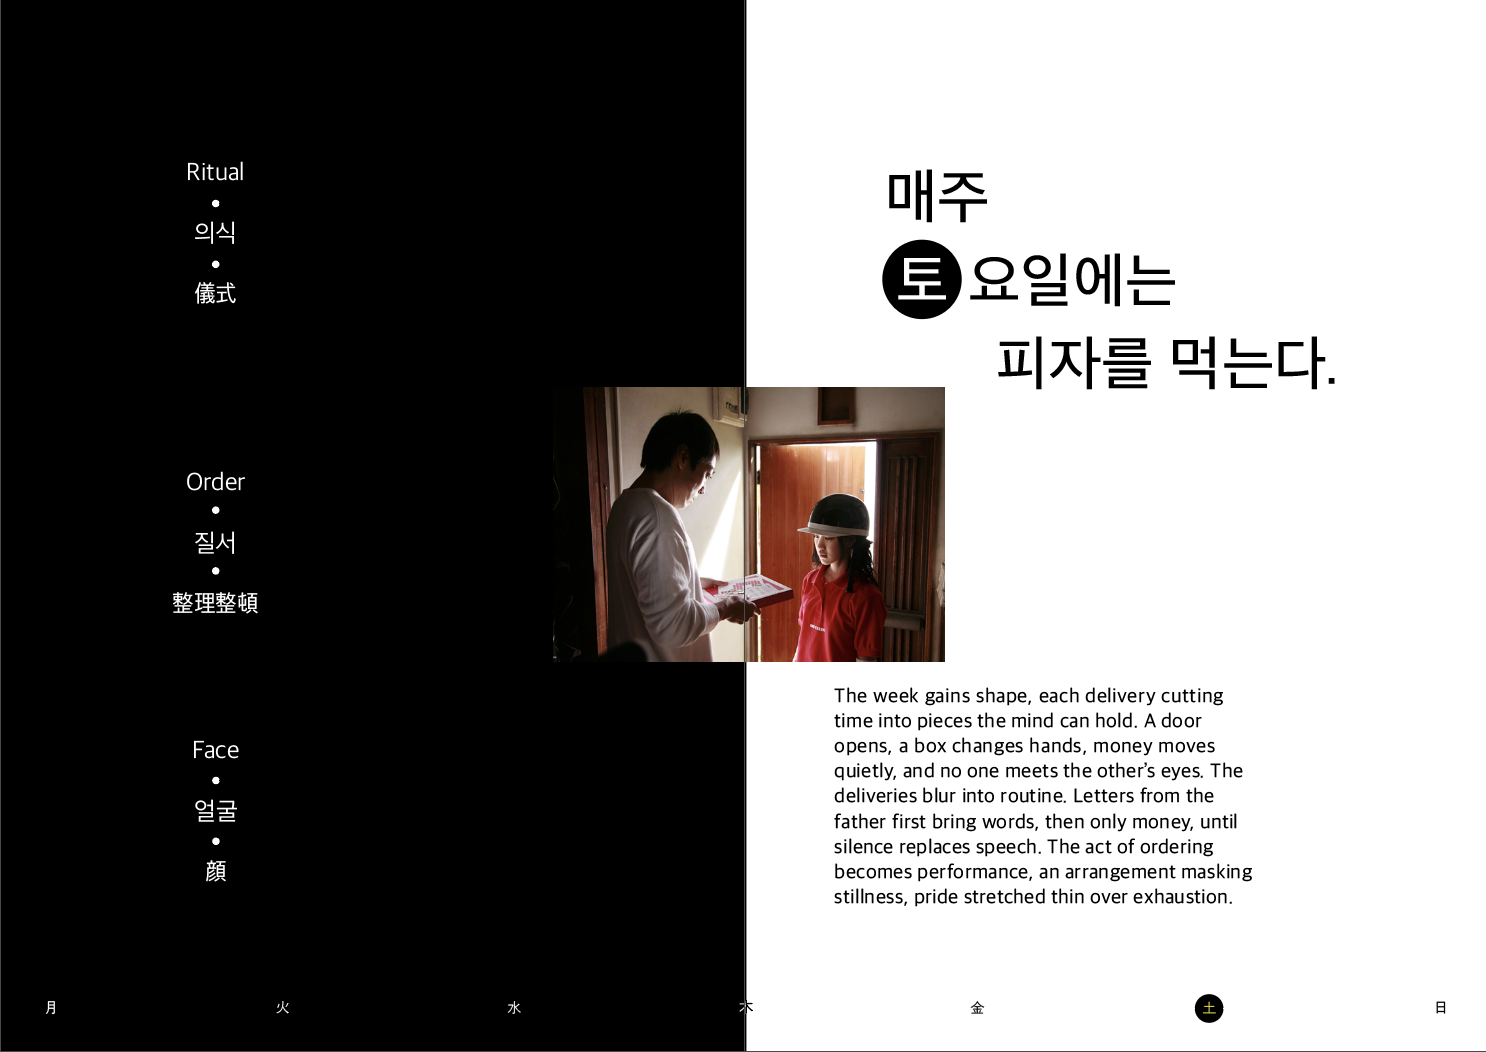 Ritual
의식
儀式
Order
질서
整理整頓
Face
얼굴
顔
매주
토요일에는
피자를 먹는다.
The week gains shape, each delivery cutting
time into pieces the mind can hold. A door
opens, a box changes hands, money moves
quietly, and no one meets the other’s eyes. The
deliveries blur into routine. Letters from the
father first bring words, then only money, until
silence replaces speech. The act of ordering
becomes performance, an arrangement masking
stillness, pride stretched thin over exhaustion.
月 火 水 木 金 土 日